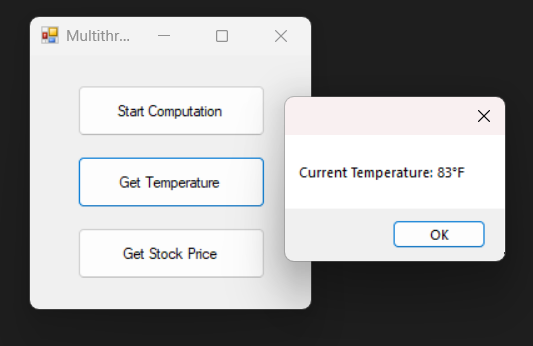 Multithr...
Start Computation
Get Temperature
Get Stock Price
Current Temperature: 83°F
OK